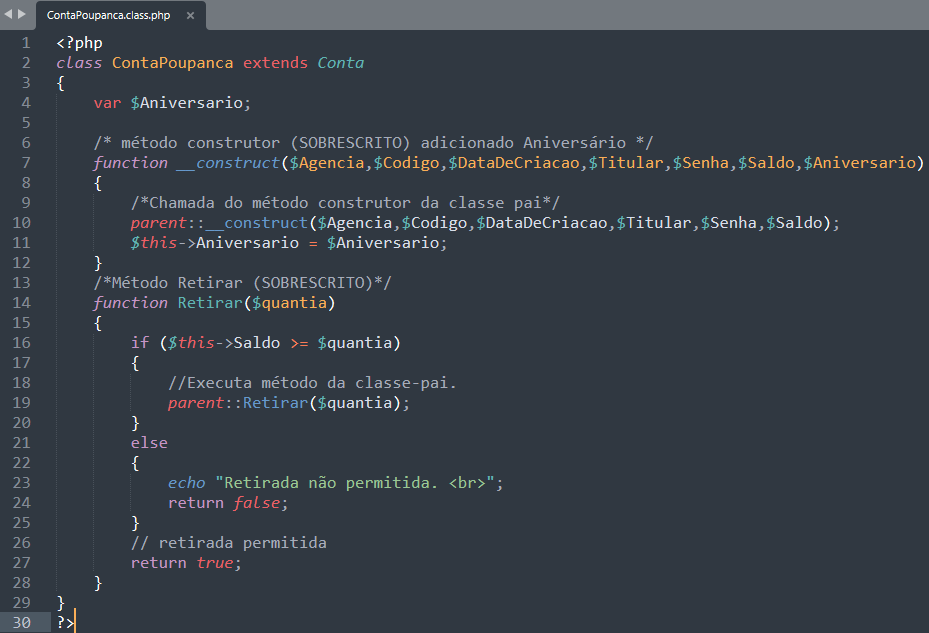 ContaPoupanca.class.php ×
1 <?php
2 class ContaPoupanca extends Conta
3 {
4     var $Aniversario;
5
6     /* método construtor (SOBRESCRITO) adicionado Aniversário */
7     function __construct($Agencia,$Codigo,$DataDeCriacao,$Titular,$Senha,$Saldo,$Aniversario)
8     {
9         /*Chamada do método construtor da classe pai*/
10         parent::__construct($Agencia,$Codigo,$DataDeCriacao,$Titular,$Senha,$Saldo);
11         $this->Aniversario = $Aniversario;
12     }
13     /*Método Retirar (SOBRESCRITO)*/
14     function Retirar($quantia)
15     {
16         if ($this->Saldo >= $quantia)
17         {
18             //Executa método da classe-pai.
19             parent::Retirar($quantia);
20         }
21         else
22         {
23             echo "Retirada não permitida. <br>";
24             return false;
25         }
26         // retirada permitida
27         return true;
28     }
29 }
30 ?>